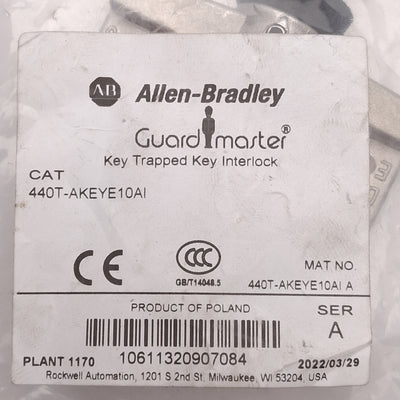 AB Allen-Bradley
Guardmaster®
Key Trapped Key Interlock
CAT
440T-AKEYE10AI
CE
CCC
GB/T14048.5
MAT NO.
440T-AKEYE10AI A
PRODUCT OF POLAND
SER
A
10611320907084
PLANT 1170
2022/03/29
Rockwell Automation, 1201 S 2nd St, Milwaukee, WI 53204 USA